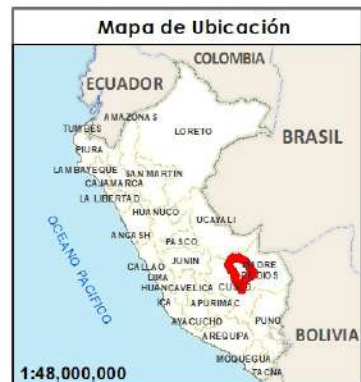 Mapa de Ubicación
COLOMBIA
ECUADOR
AMAZONAS
LORETO
TUMBES
PIURA
BRASIL
LAMBAYEQUE
SAN MARTIN
CAJAMARCA
LA LIBERTAD
HUANUCO
UCAYALI
ANCASH
PASCO
OCEANO PACIFICO
JUNIN
CALLAO
LIMA
HUANCAVELICA
CUSCO
ICA
APURIMAC
AYACUCHO
PUNO
AREQUIPA
BOLIVIA
MOQUEGUA
TACNA
1:48,000,000